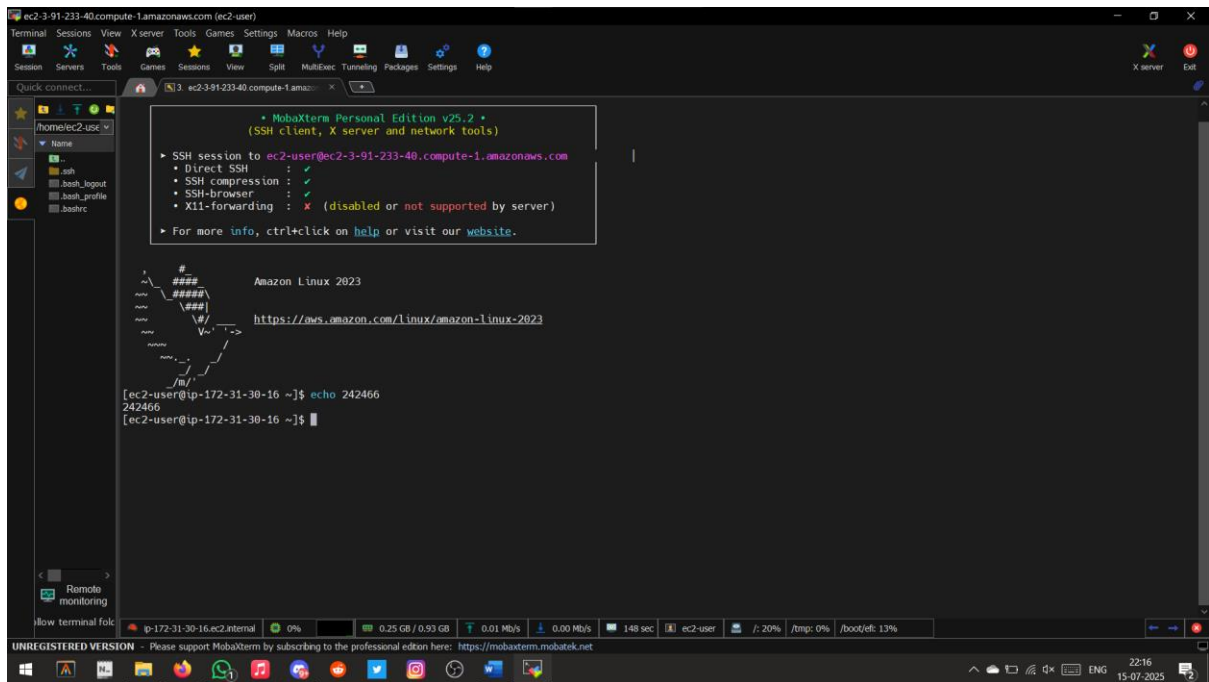 ec2-3-91-233-40.compute-1.amazonaws.com (ec2-user)
Terminal Sessions View X server Tools Games Settings Macros Help
Session Servers Tools Games Sessions View Split MultiExec Tunneling Packages Settings Help X server Exit
Quick connect... 3. ec2-3-91-233-40.compute-1.amazo
/home/ec2-use
Name
..
.ssh
.bash_logout
.bash_profile
.bashrc
• MobaXterm Personal Edition v25.2 •
(SSH client, X server and network tools)
➤ SSH session to ec2-user@ec2-3-91-233-40.compute-1.amazonaws.com
• Direct SSH : ✔
• SSH compression : ✔
• SSH-browser : ✔
• X11-forwarding : ✘ (disabled or not supported by server)
➤ For more info, ctrl+click on help or visit our website.
, #_
~\_ ####_ Amazon Linux 2023
~~ \_#####\
~~ \###|
~~ \#/ ___ https://aws.amazon.com/linux/amazon-linux-2023
~~ V~' '->
~~~ /
~~._. _/
_/ _/
_/m/'
[ec2-user@ip-172-31-30-16 ~]$ echo 242466
242466
[ec2-user@ip-172-31-30-16 ~]$
Remote
monitoring
llow terminal folc
ip-172-31-30-16.ec2.internal 0% 0.25 GB / 0.93 GB 0.01 Mb/s 0.00 Mb/s 148 sec ec2-user /: 20% /tmp: 0% /boot/efi: 13%
UNREGISTERED VERSION - Please support MobaXterm by subscribing to the professional edition here: https://mobaxterm.mobatek.net
ENG 22:16
15-07-2025